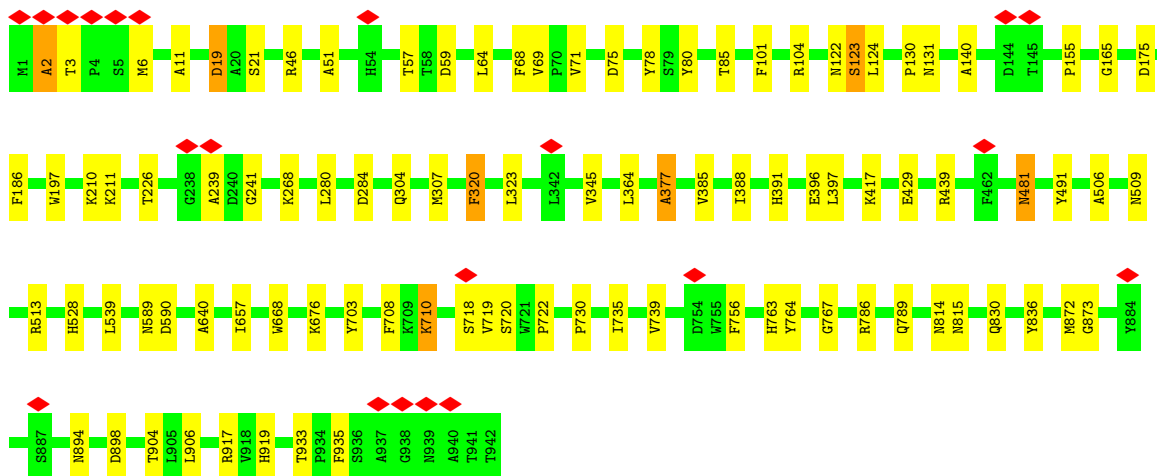 M1 A2 T3 P4 S5 M6 A11 D19 A20 S21 R46 A51 H54 T57 T58 D59 L64 F68 V69 P70 V71 D75 Y78 S79 Y80 T85 F101 R104 N122 S123 L124 P130 N131 A140 D144 T145 P155 G165 D175
F186 W197 K210 K211 T226 G238 A239 D240 G241 K268 L280 D284 Q304 M307 F320 L323 L342 V345 L364 A377 V385 I388 H391 E396 L397 K417 E429 R439 F462 N481 Y491 A506 N509
R513 H528 L539 N589 D590 A640 I657 W668 K676 Y703 F708 K709 K710 S718 V719 S720 W721 P722 P730 I735 V739 D754 W755 F756 H763 Y764 G767 R786 Q789 N814 N815 Q830 Y836 M872 G873 Y884
S887 N894 D898 T904 L905 L906 R917 V918 H919 T933 P934 F935 S936 A937 G938 N939 A940 T941 T942